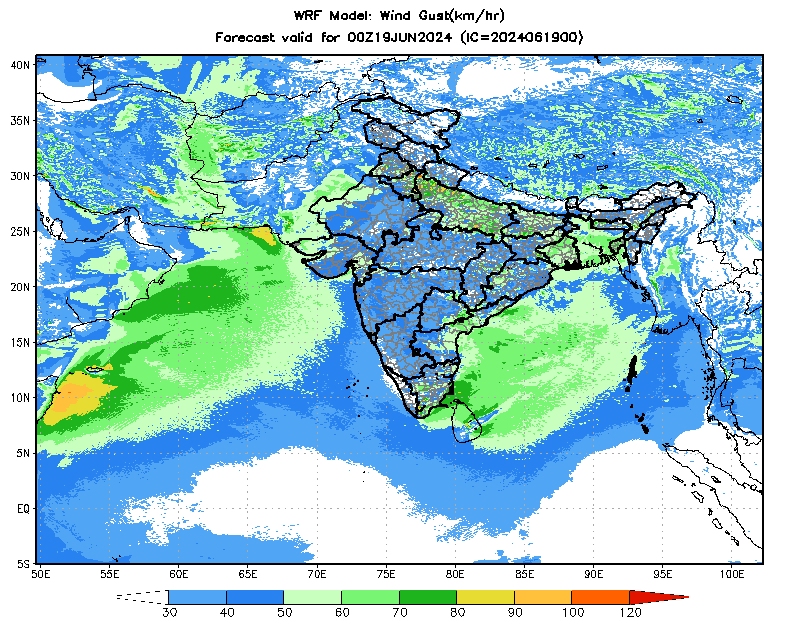 WRF Model: Wind Gust(km/hr)
Forecast valid for 00Z19JUN2024 (IC=2024061900)
40N
35N
30N
25N
20N
15N
10N
5N
EQ
5S
50E 55E 60E 65E 70E 75E 80E 85E 90E 95E 100E
30 40 50 60 70 80 90 100 120